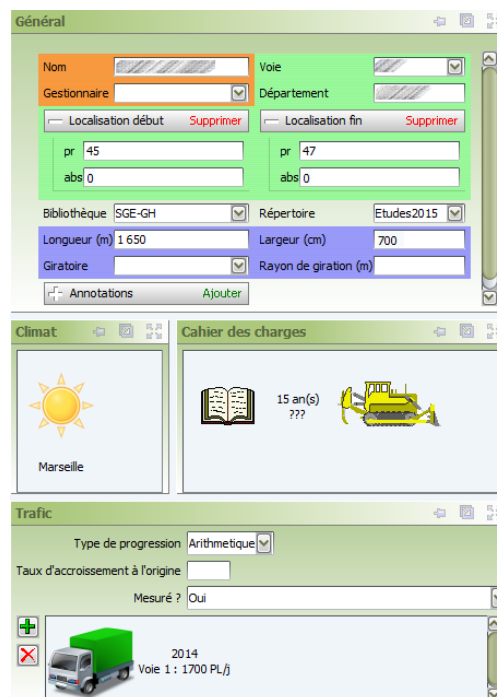 Général
Nom Voie
Gestionnaire Département
Localisation début Supprimer Localisation fin Supprimer
pr 45 pr 47
abs 0 abs 0
Bibliothèque SGE-GH Répertoire Etudes2015
Longueur (m) 1 650 Largeur (cm) 700
Giratoire Rayon de giration (m)
Annotations Ajouter
Climat Cahier des charges
15 an(s)
???
Marseille
Trafic
Type de progression Arithmetique
Taux d'accroissement à l'origine
Mesuré ? Oui
2014
Voie 1 : 1700 PL/j